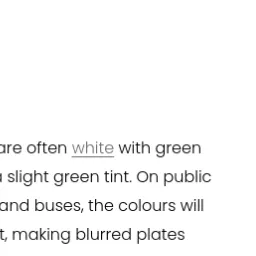 are often white with green
slight green tint. On public
and buses, the colours will
t, making blurred plates